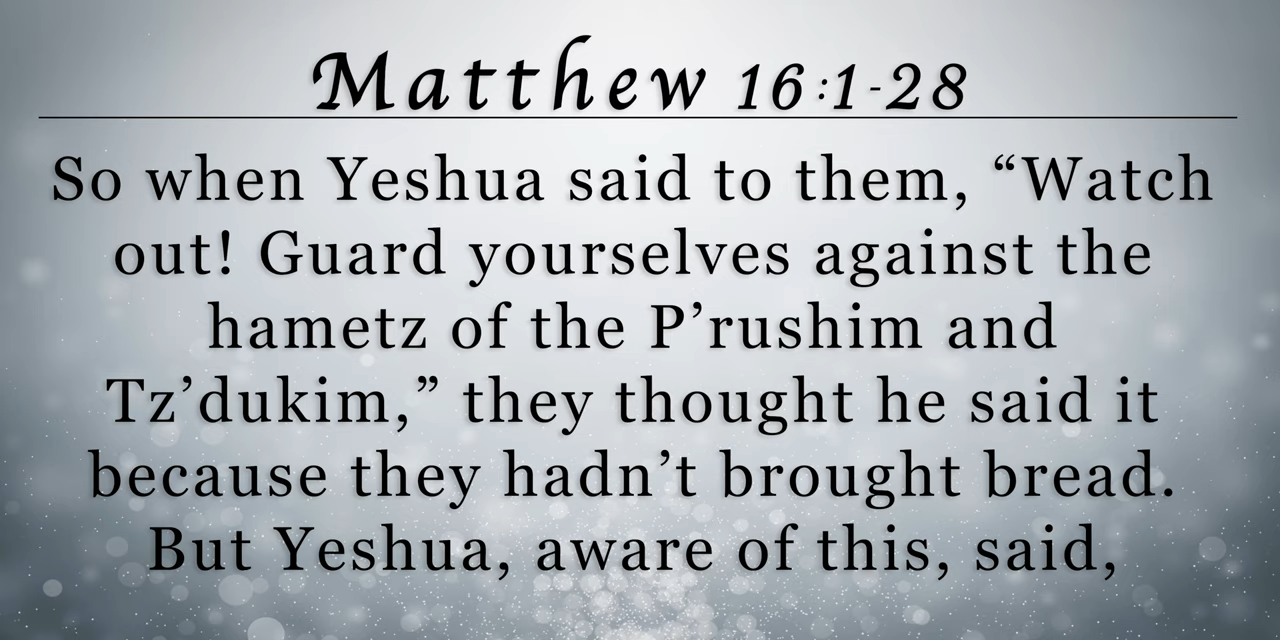 Matthew 16:1-28
So when Yeshua said to them, “Watch
out! Guard yourselves against the
hametz of the P’rushim and
Tz’dukim,” they thought he said it
because they hadn’t brought bread.
But Yeshua, aware of this, said,